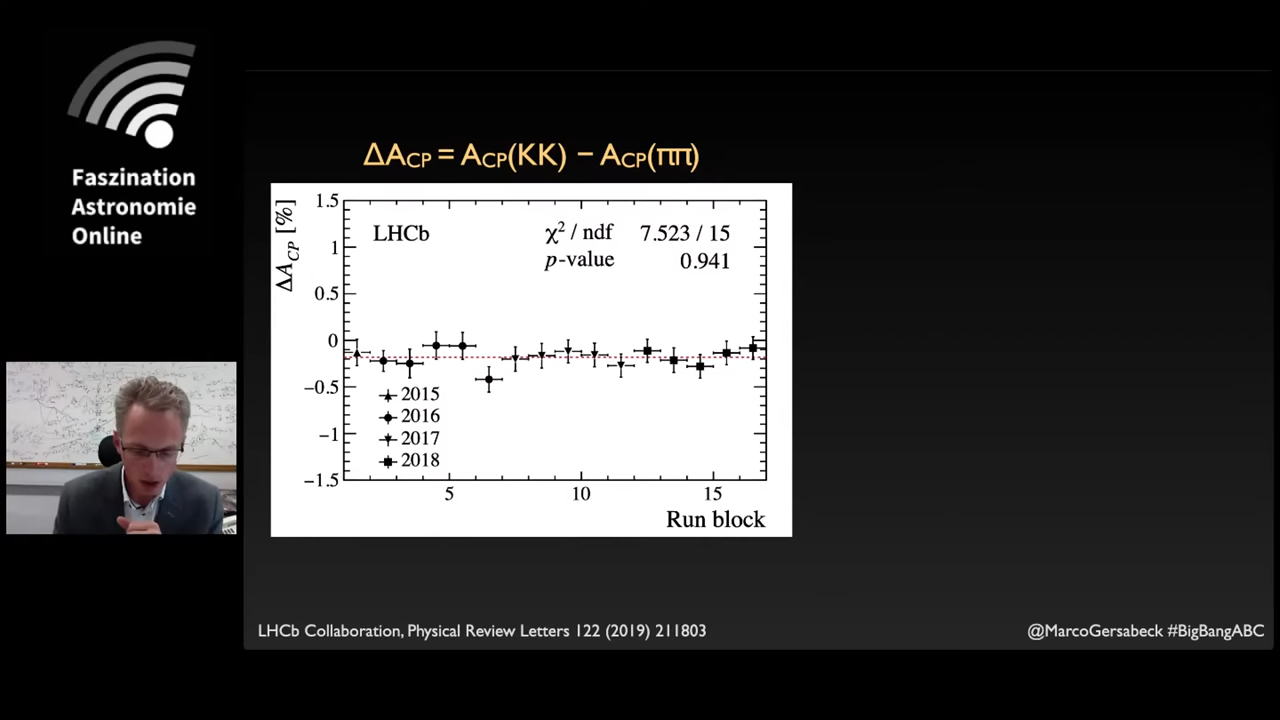 Faszination
Astronomie
Online
ΔACP = ACP(KK) − ACP(ππ)
ΔACP [%]
1.5
1
0.5
0
−0.5
−1
−1.5
LHCb
χ² / ndf 7.523 / 15
p-value 0.941
2015
2016
2017
2018
5 10 15
Run block
LHCb Collaboration, Physical Review Letters 122 (2019) 211803
@MarcoGersabeck #BigBangABC